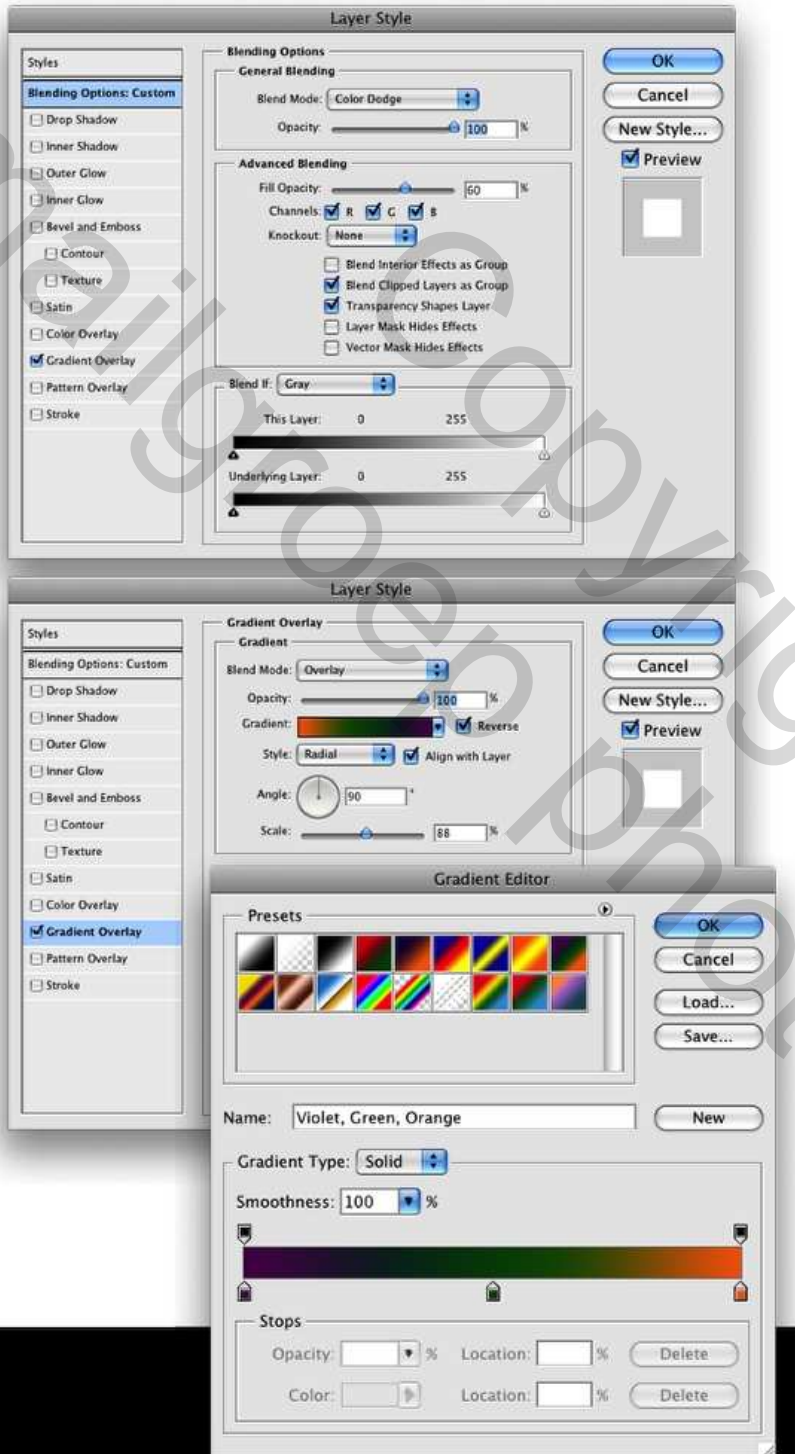 Layer Style
Styles
Blending Options: Custom
Drop Shadow
Inner Shadow
Outer Glow
Inner Glow
Bevel and Emboss
Contour
Texture
Satin
Color Overlay
Gradient Overlay
Pattern Overlay
Stroke
Blending Options
General Blending
Blend Mode: Color Dodge
Opacity: 100 %
Advanced Blending
Fill Opacity: 60 %
Channels: R G B
Knockout: None
Blend Interior Effects as Group
Blend Clipped Layers as Group
Transparency Shapes Layer
Layer Mask Hides Effects
Vector Mask Hides Effects
Blend If: Gray
This Layer: 0 255
Underlying Layer: 0 255
OK
Cancel
New Style...
Preview
Layer Style
Styles
Blending Options: Custom
Drop Shadow
Inner Shadow
Outer Glow
Inner Glow
Bevel and Emboss
Contour
Texture
Satin
Color Overlay
Gradient Overlay
Pattern Overlay
Stroke
Gradient Overlay
Gradient
Blend Mode: Overlay
Opacity: 100 %
Gradient: Reverse
Style: Radial Align with Layer
Angle: 90 °
Scale: 88 %
OK
Cancel
New Style...
Preview
Gradient Editor
Presets
OK
Cancel
Load...
Save...
Name: Violet, Green, Orange
New
Gradient Type: Solid
Smoothness: 100 %
Stops
Opacity: % Location: % Delete
Color: Location: % Delete